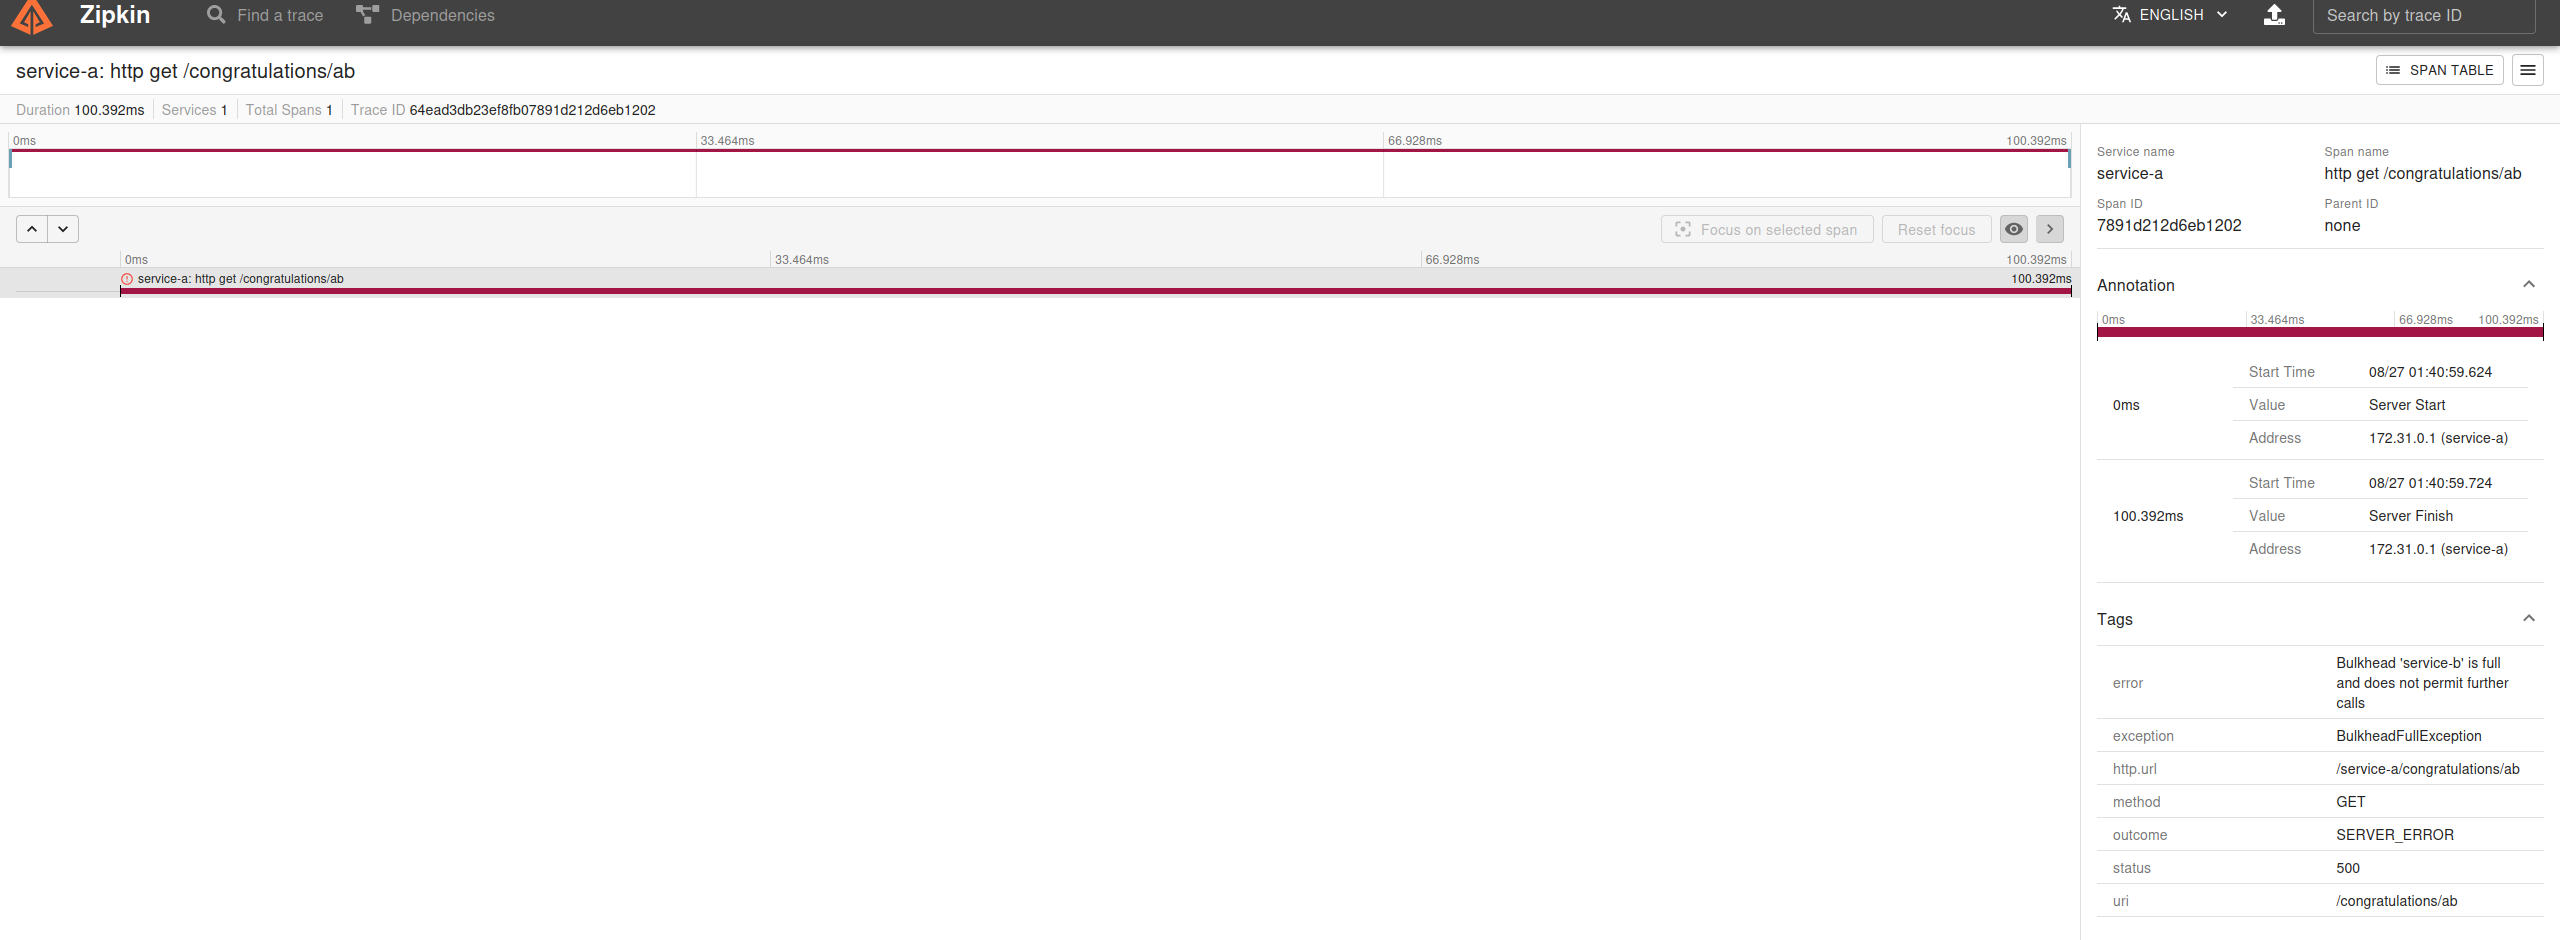 Zipkin
Find a trace
Dependencies
ENGLISH
Search by trace ID
service-a: http get /congratulations/ab
SPAN TABLE
Duration 100.392ms Services 1 Total Spans 1 Trace ID 64ead3db23ef8fb07891d212d6eb1202
0ms 33.464ms 66.928ms 100.392ms
Focus on selected span
Reset focus
0ms 33.464ms 66.928ms 100.392ms
service-a: http get /congratulations/ab 100.392ms
Service name Span name
service-a http get /congratulations/ab
Span ID Parent ID
7891d212d6eb1202 none
Annotation
0ms 33.464ms 66.928ms 100.392ms
Start Time 08/27 01:40:59.624
0ms Value Server Start
Address 172.31.0.1 (service-a)
Start Time 08/27 01:40:59.724
100.392ms Value Server Finish
Address 172.31.0.1 (service-a)
Tags
error Bulkhead 'service-b' is full
and does not permit further
calls
exception BulkheadFullException
http.url /service-a/congratulations/ab
method GET
outcome SERVER_ERROR
status 500
uri /congratulations/ab